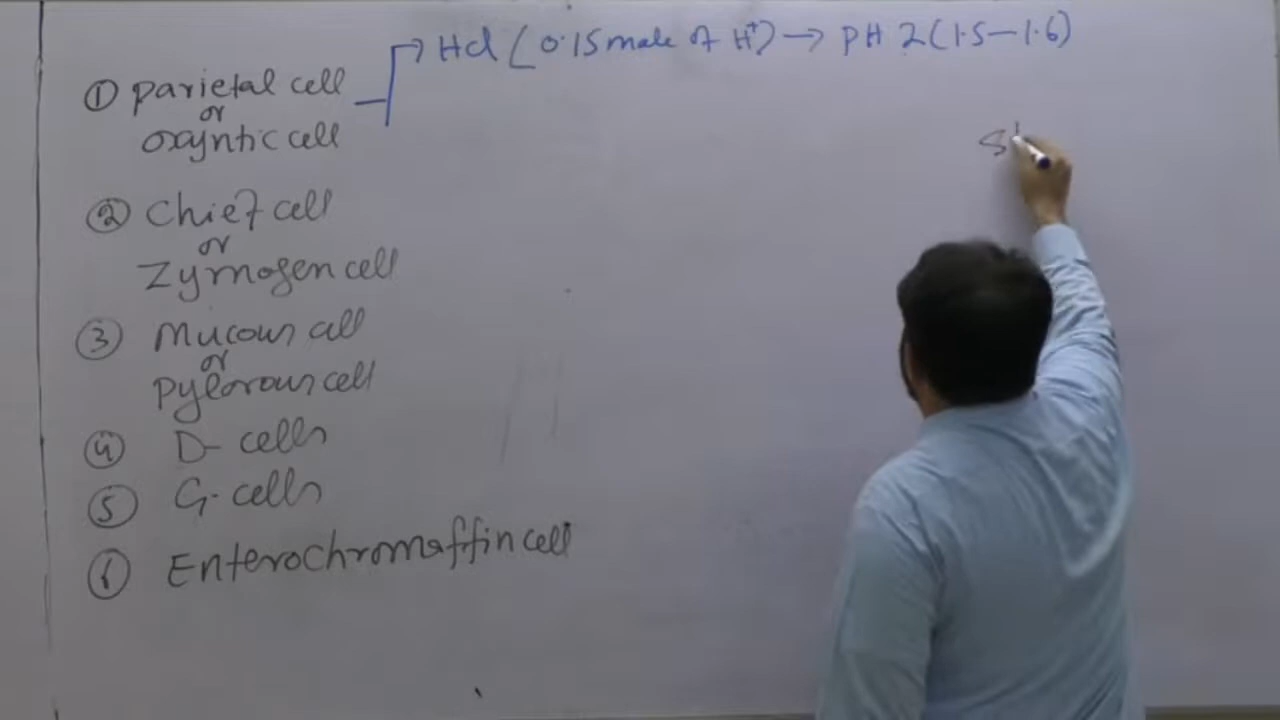 HCl (0.15 mole of H⁺) → PH 2 (1.5–1.6)
① Parietal cell
or
oxyntic cell
② Chief cell
or
Zymogen cell
③ Mucous cell
or
Pylorous cell
④ D- cells
⑤ G- cells
⑥ Enterochromaffin cell